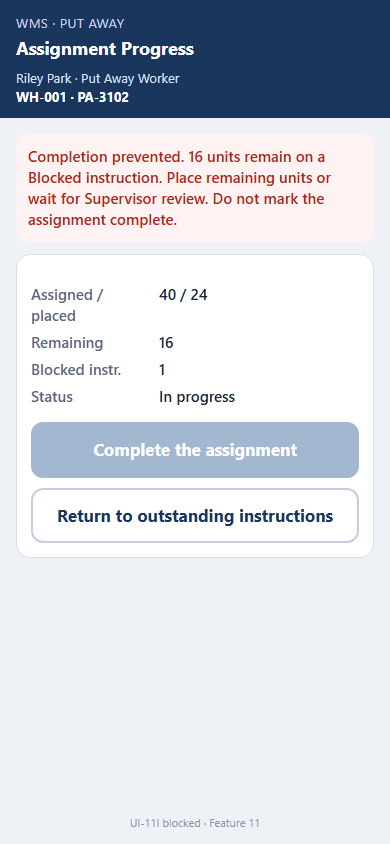 WMS · PUT AWAY
Assignment Progress
Riley Park · Put Away Worker
WH-001 · PA-3102
Completion prevented. 16 units remain on a
Blocked instruction. Place remaining units or
wait for Supervisor review. Do not mark the
assignment complete.
Assigned / placed 40 / 24
Remaining 16
Blocked instr. 1
Status In progress
Complete the assignment
Return to outstanding instructions
UI-11I blocked · Feature 11